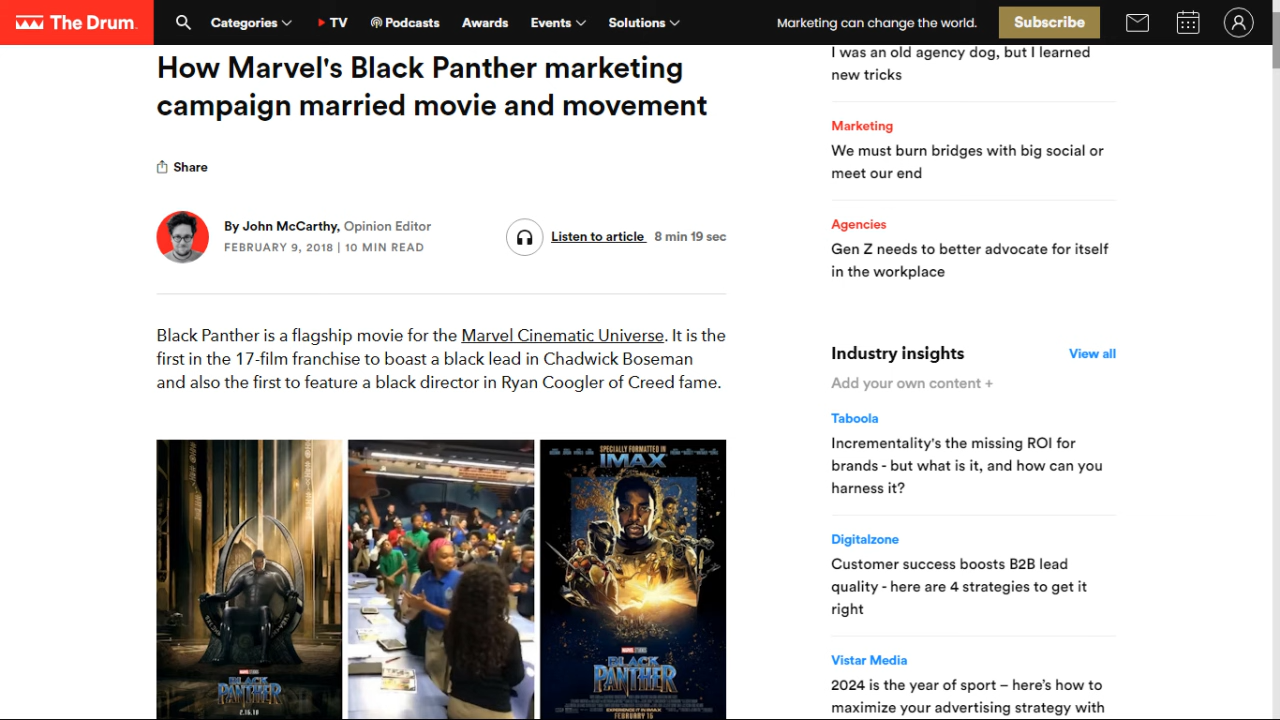 The Drum.
Categories
TV
Podcasts
Awards
Events
Solutions
Marketing can change the world.
Subscribe
How Marvel's Black Panther marketing
campaign married movie and movement
Share
By John McCarthy, Opinion Editor
FEBRUARY 9, 2018 | 10 MIN READ
Listen to article 8 min 19 sec
Black Panther is a flagship movie for the Marvel Cinematic Universe. It is the
first in the 17-film franchise to boast a black lead in Chadwick Boseman
and also the first to feature a black director in Ryan Coogler of Creed fame.
BLACK
PANTHER
2.16.18
SPECIALLY FORMATTED IN
IMAX
BLACK
PANTHER
EXPERIENCE IT IN IMAX
FEBRUARY 16
I was an old agency dog, but I learned
new tricks
Marketing
We must burn bridges with big social or
meet our end
Agencies
Gen Z needs to better advocate for itself
in the workplace
Industry insights
View all
Add your own content +
Taboola
Incrementality's the missing ROI for
brands - but what is it, and how can you
harness it?
Digitalzone
Customer success boosts B2B lead
quality - here are 4 strategies to get it
right
Vistar Media
2024 is the year of sport – here's how to
maximize your advertising strategy with